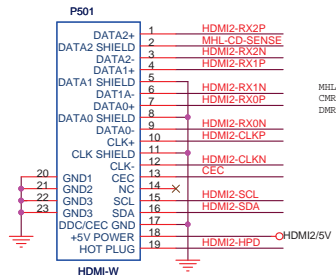 P501
DATA2+ 1 HDMI2-RX2P
DATA2 SHIELD 2 MHL-CD-SENSE
DATA2- 3 HDMI2-RX2N
DATA1+ 4 HDMI2-RX1P
DATA1 SHIELD 5
DAT1A- 6 HDMI2-RX1N
DATA0+ 7 HDMI2-RX0P
DATA0 SHIELD 8
DATA0- 9 HDMI2-RX0N
CLK+ 10 HDMI2-CLKP
CLK SHIELD 11
CLK- 12 HDMI2-CLKN
20 GND1 CEC 13 CEC
21 GND2 NC 14
22 GND3 SCL 15 HDMI2-SCL
23 GND3 SDA 16 HDMI2-SDA
DDC/CEC GND 17
+5V POWER 18 HDMI2/5V
HOT PLUG 19 HDMI2-HPD
HDMI-W
MHL
CMR
DMR